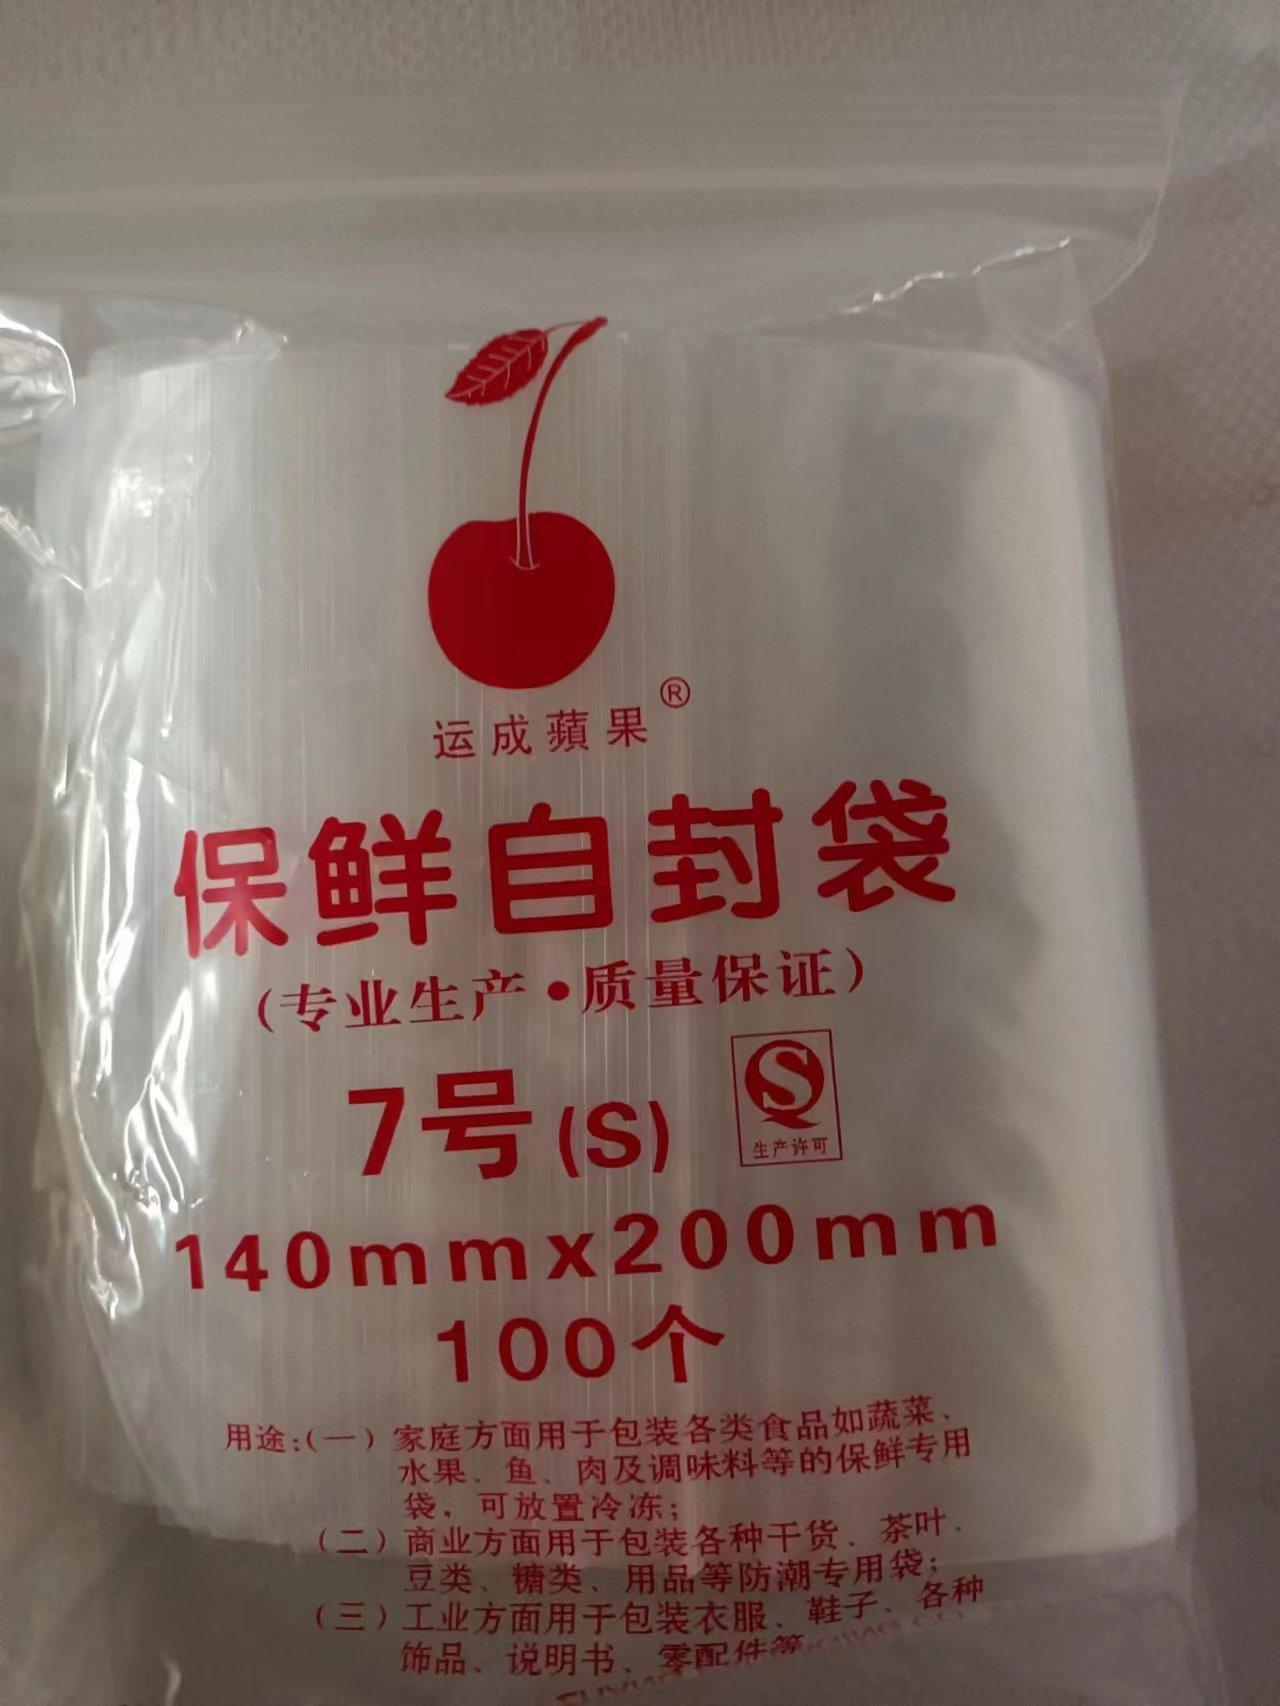 运成蘋果®
保鲜自封袋
(专业生产·质量保证)
7号(S)
生产许可
140mmx200mm
100个
用途:(一)家庭方面用于包装各类食品如蔬菜、
水果、鱼、肉及调味料等的保鲜专用
袋,可放置冷冻;
(二)商业方面用于包装各种干货、茶叶、
豆类、糖类、用品等防潮专用袋;
(三)工业方面用于包装衣服、鞋子、各种
饰品、说明书、零配件等